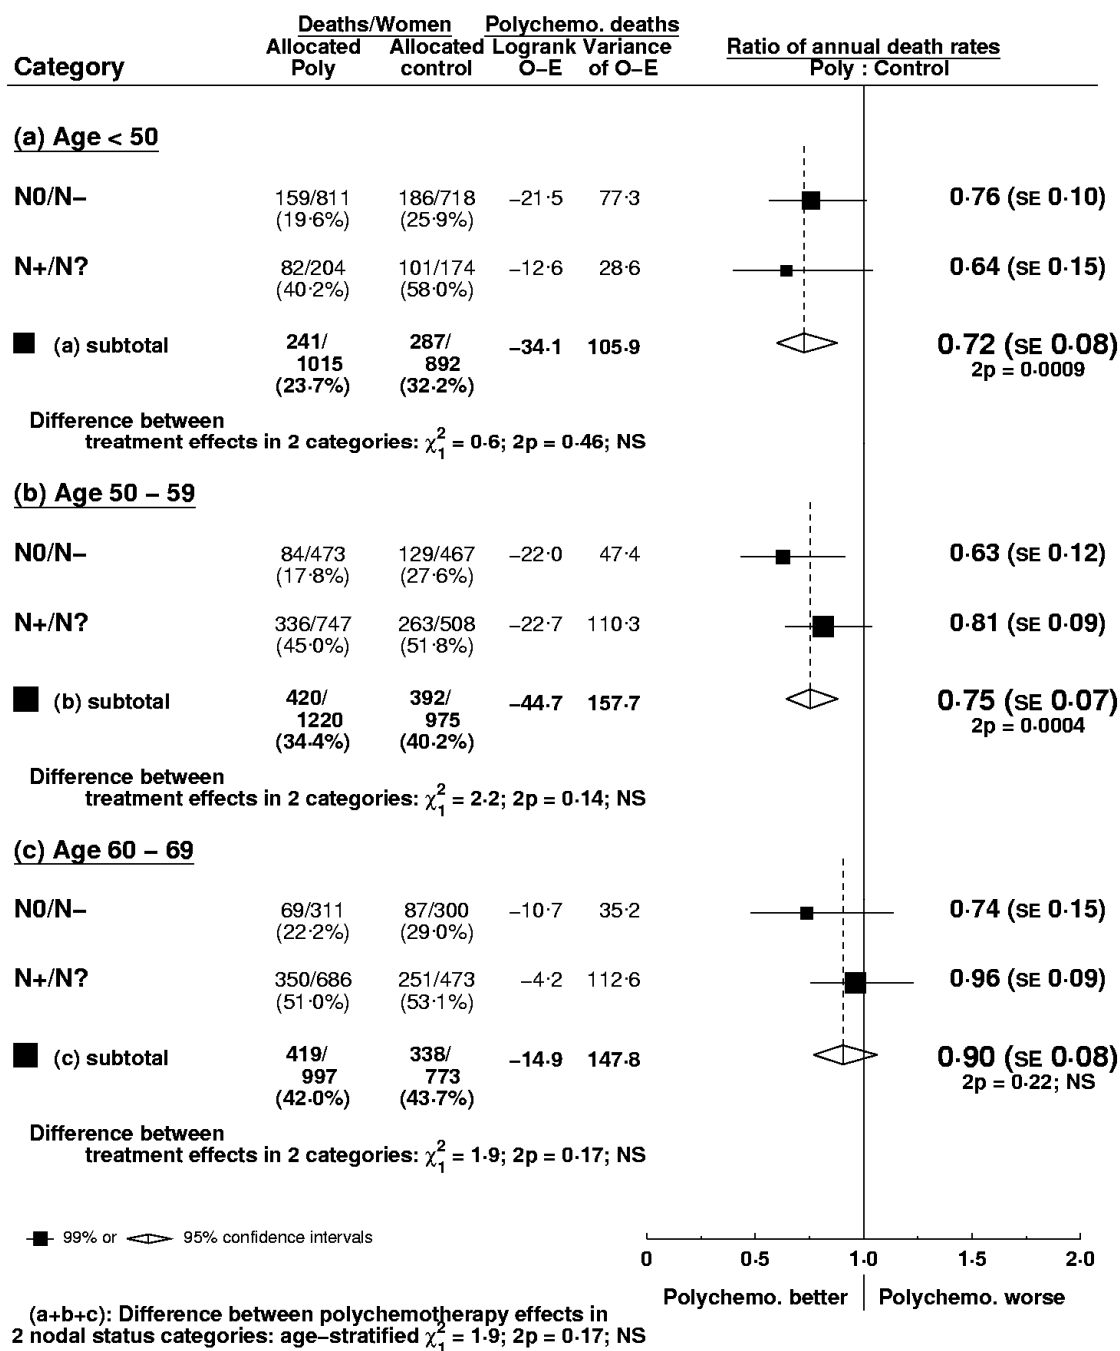 Deaths/Women Polychemo. deaths
Allocated Allocated Logrank Variance Ratio of annual death rates
Category Poly control O–E of O–E Poly : Control
(a) Age < 50
N0/N– 159/811 186/718 –21·5 77·3 0·76 (SE 0·10)
(19·6%) (25·9%)
N+/N? 82/204 101/174 –12·6 28·6 0·64 (SE 0·15)
(40·2%) (58·0%)
(a) subtotal 241/ 287/ –34·1 105·9 0·72 (SE 0·08)
1015 892 2p = 0·0009
(23·7%) (32·2%)
Difference between
treatment effects in 2 categories: χ²₁ = 0·6; 2p = 0·46; NS
(b) Age 50 – 59
N0/N– 84/473 129/467 –22·0 47·4 0·63 (SE 0·12)
(17·8%) (27·6%)
N+/N? 336/747 263/508 –22·7 110·3 0·81 (SE 0·09)
(45·0%) (51·8%)
(b) subtotal 420/ 392/ –44·7 157·7 0·75 (SE 0·07)
1220 975 2p = 0·0004
(34·4%) (40·2%)
Difference between
treatment effects in 2 categories: χ²₁ = 2·2; 2p = 0·14; NS
(c) Age 60 – 69
N0/N– 69/311 87/300 –10·7 35·2 0·74 (SE 0·15)
(22·2%) (29·0%)
N+/N? 350/686 251/473 –4·2 112·6 0·96 (SE 0·09)
(51·0%) (53·1%)
(c) subtotal 419/ 338/ –14·9 147·8 0·90 (SE 0·08)
997 773 2p = 0·22; NS
(42·0%) (43·7%)
Difference between
treatment effects in 2 categories: χ²₁ = 1·9; 2p = 0·17; NS
99% or 95% confidence intervals
0 0·5 1·0 1·5 2·0
Polychemo. better Polychemo. worse
(a+b+c): Difference between polychemotherapy effects in
2 nodal status categories: age–stratified χ²₁ = 1·9; 2p = 0·17; NS